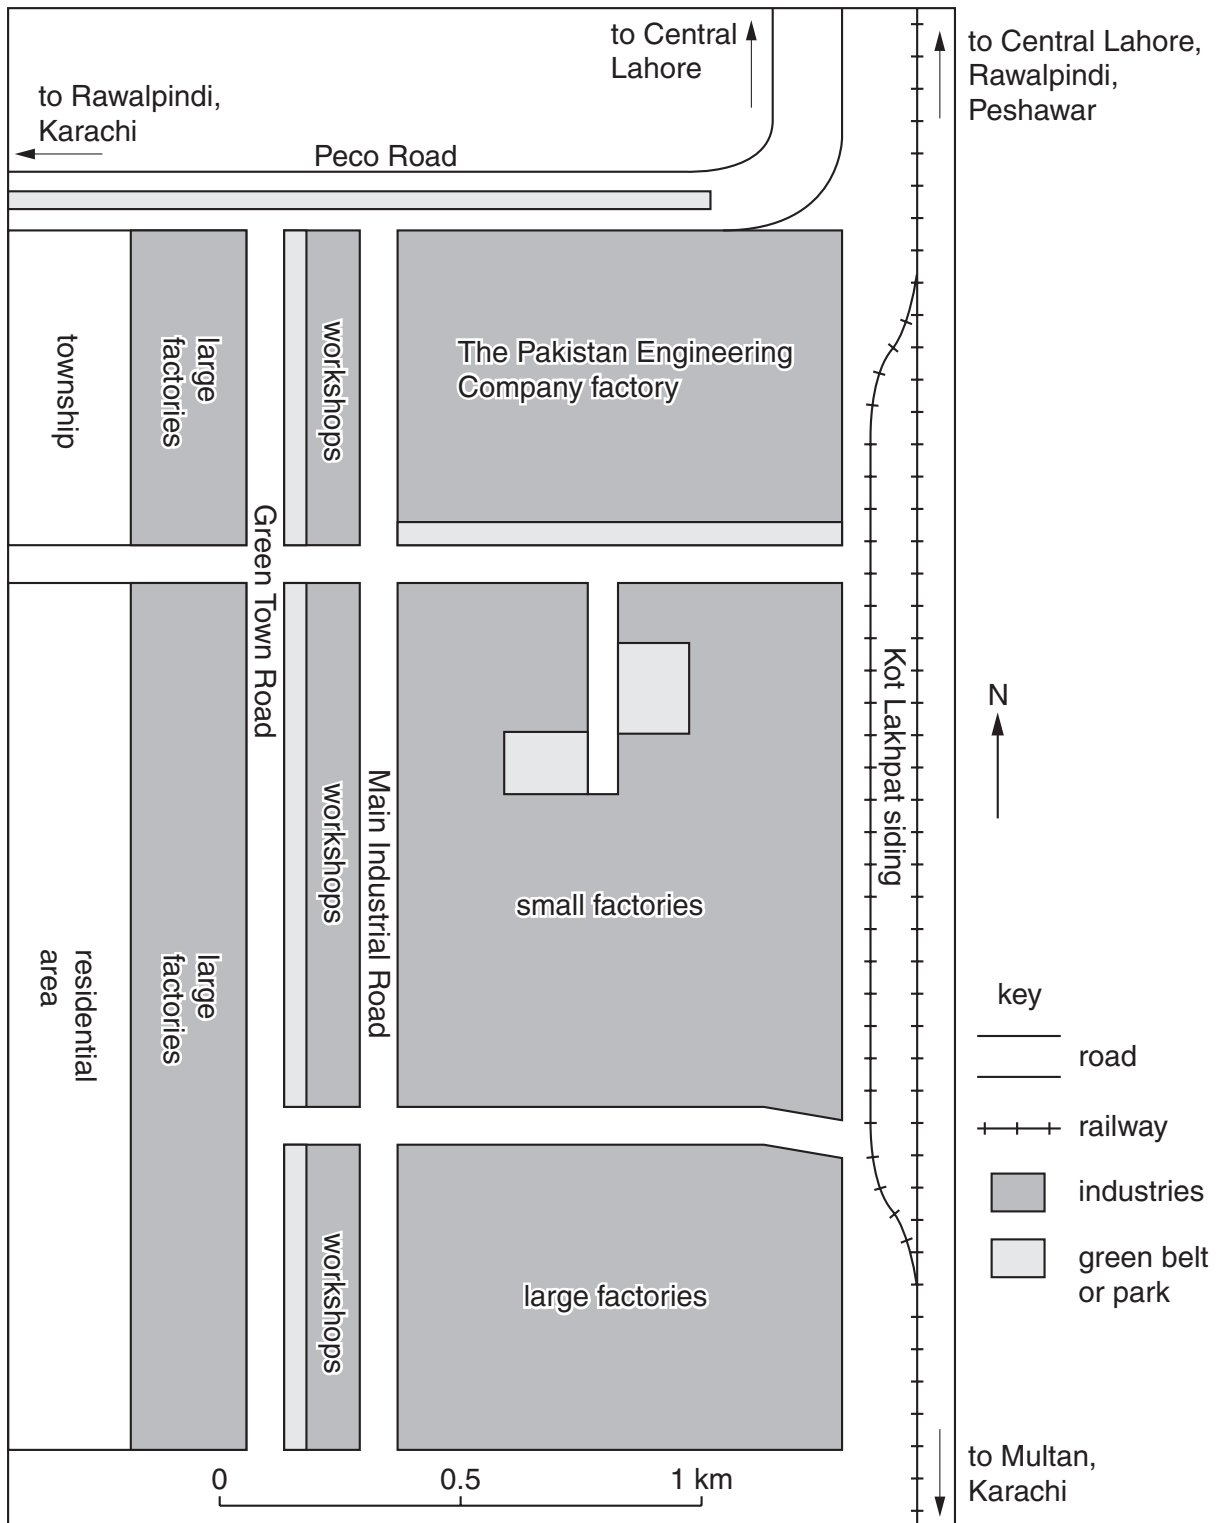 to Central
Lahore
to Central Lahore,
Rawalpindi,
Peshawar
to Rawalpindi,
Karachi
Peco Road
township
large
factories
workshops
The Pakistan Engineering
Company factory
Green Town Road
Kot Lakhpat siding
N
workshops
Main Industrial Road
small factories
residential
area
large
factories
key
road
railway
industries
green belt
or park
workshops
large factories
to Multan,
Karachi
0 0.5 1 km